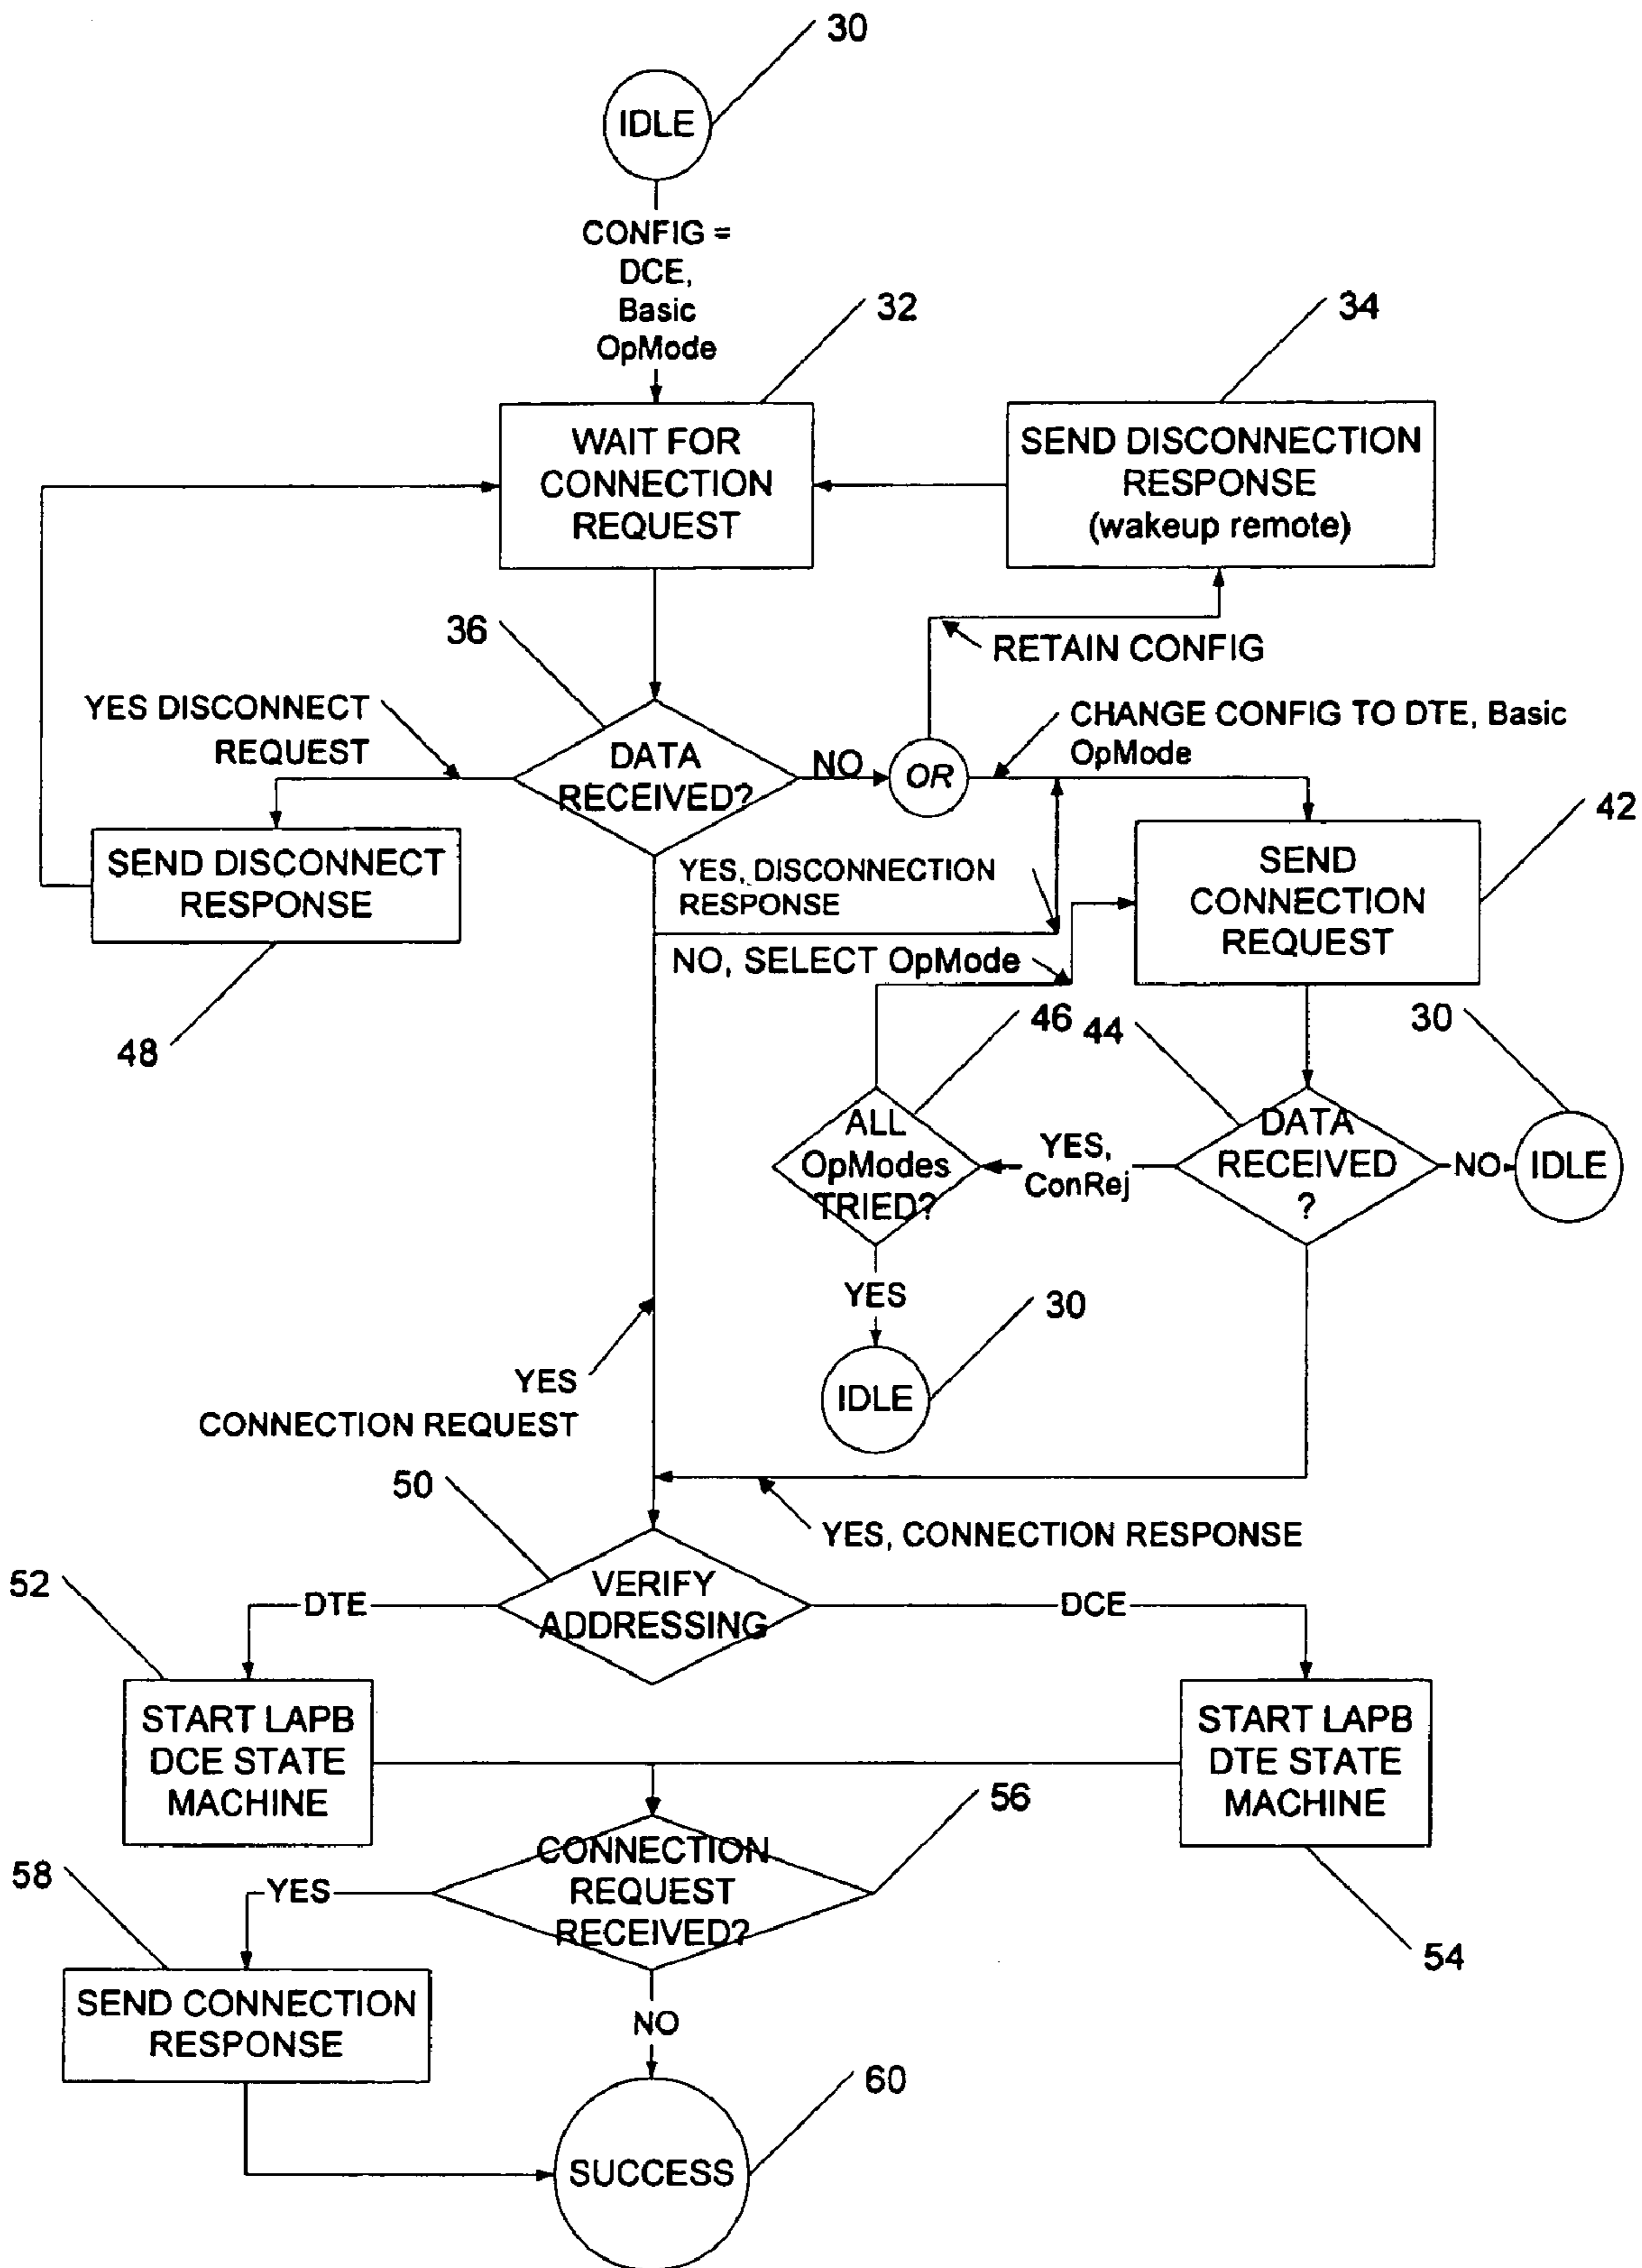 30
IDLE
CONFIG =
DCE,
Basic
OpMode
32
34
WAIT FOR
CONNECTION
REQUEST
SEND DISCONNECTION
RESPONSE
(wakeup remote)
36
RETAIN CONFIG
YES DISCONNECT
REQUEST
DATA
RECEIVED?
NO
OR
CHANGE CONFIG TO DTE, Basic
OpMode
42
SEND DISCONNECT
RESPONSE
48
YES, DISCONNECTION
RESPONSE
SEND
CONNECTION
REQUEST
NO, SELECT OpMode
46
44
30
ALL
OpModes
TRIED?
YES,
ConRej
DATA
RECEIVED
?
NO
IDLE
YES
30
IDLE
YES
CONNECTION REQUEST
50
YES, CONNECTION RESPONSE
52
DTE
VERIFY
ADDRESSING
DCE
START LAPB
DCE STATE
MACHINE
START LAPB
DTE STATE
MACHINE
56
54
58
YES
CONNECTION
REQUEST
RECEIVED?
SEND CONNECTION
RESPONSE
NO
60
SUCCESS